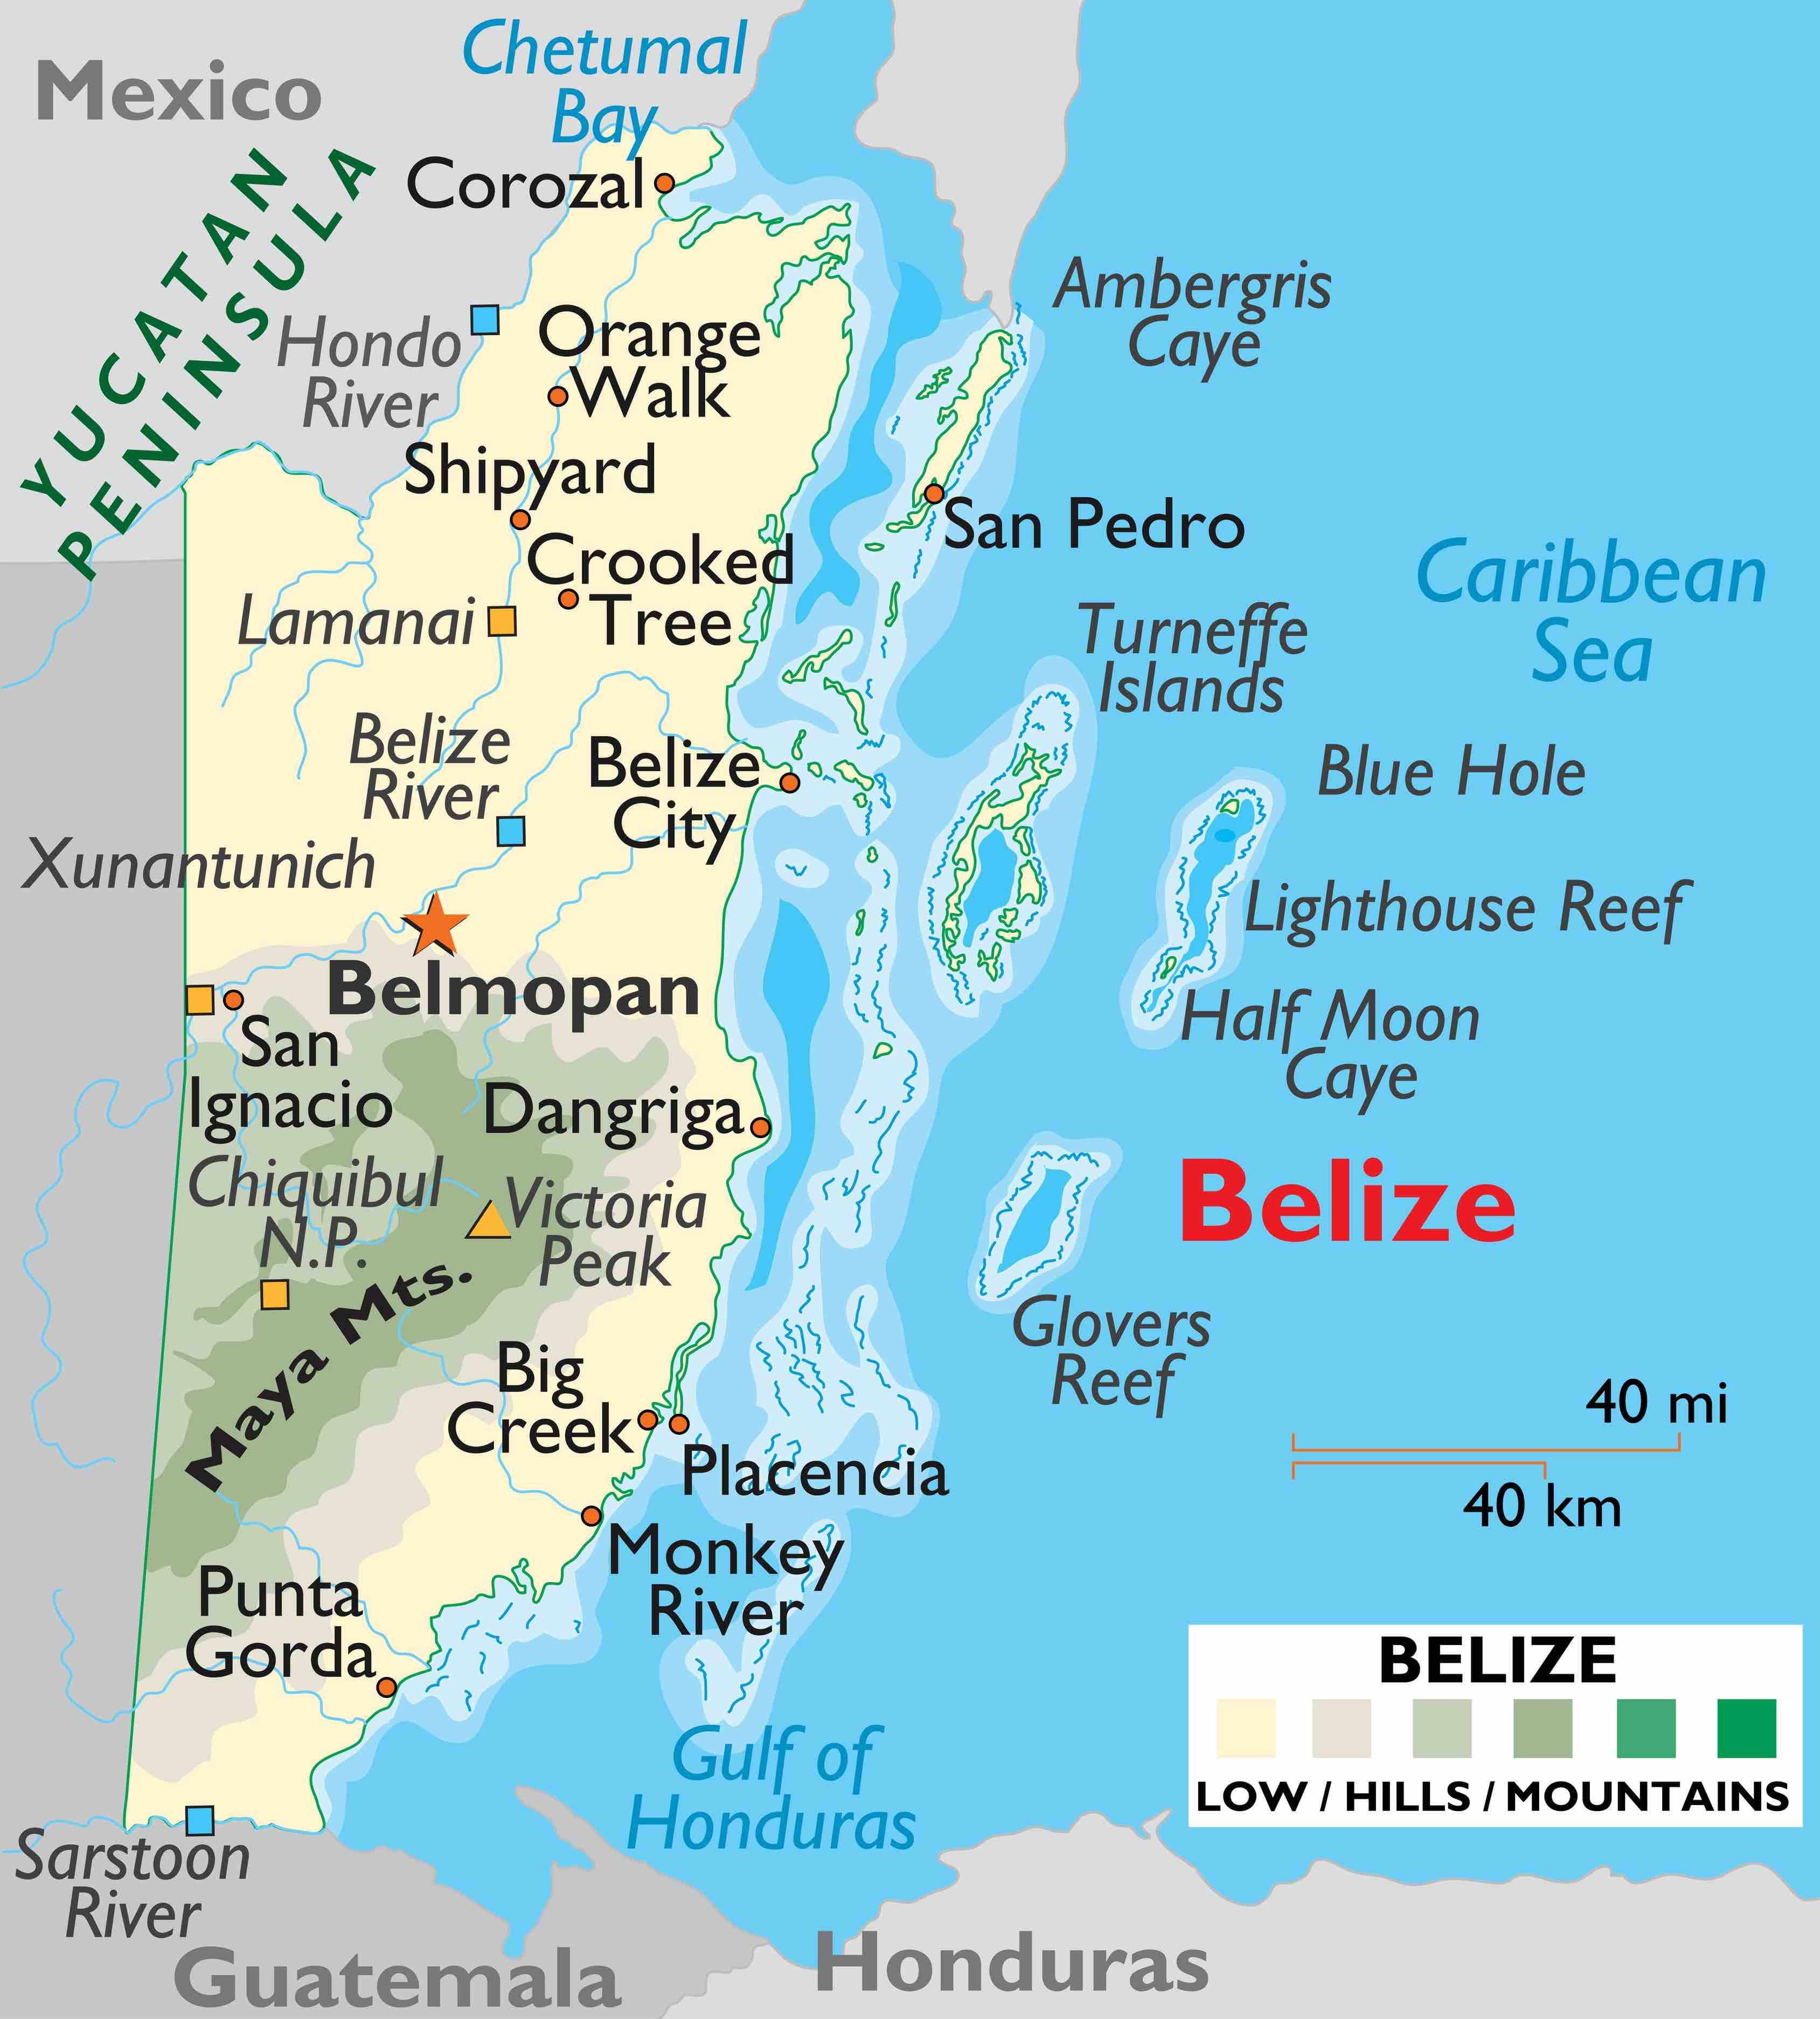 Mexico
Chetumal
Bay
YUCATAN
PENINSULA
Corozal
Hondo
River
Orange
Walk
Ambergris
Caye
Shipyard
San Pedro
Crooked
Tree
Caribbean
Sea
Lamanai
Turneffe
Islands
Belize
River
Belize
City
Blue Hole
Xunantunich
Lighthouse Reef
Belmopan
Half Moon
Caye
San
Ignacio
Dangriga
Chiquibul
N.P.
Victoria
Peak
Belize
Maya Mts.
Glovers
Reef
Big
Creek
40 mi
40 km
Placencia
Monkey
River
Punta
Gorda
BELIZE
LOW / HILLS / MOUNTAINS
Gulf of
Honduras
Sarstoon
River
Guatemala
Honduras